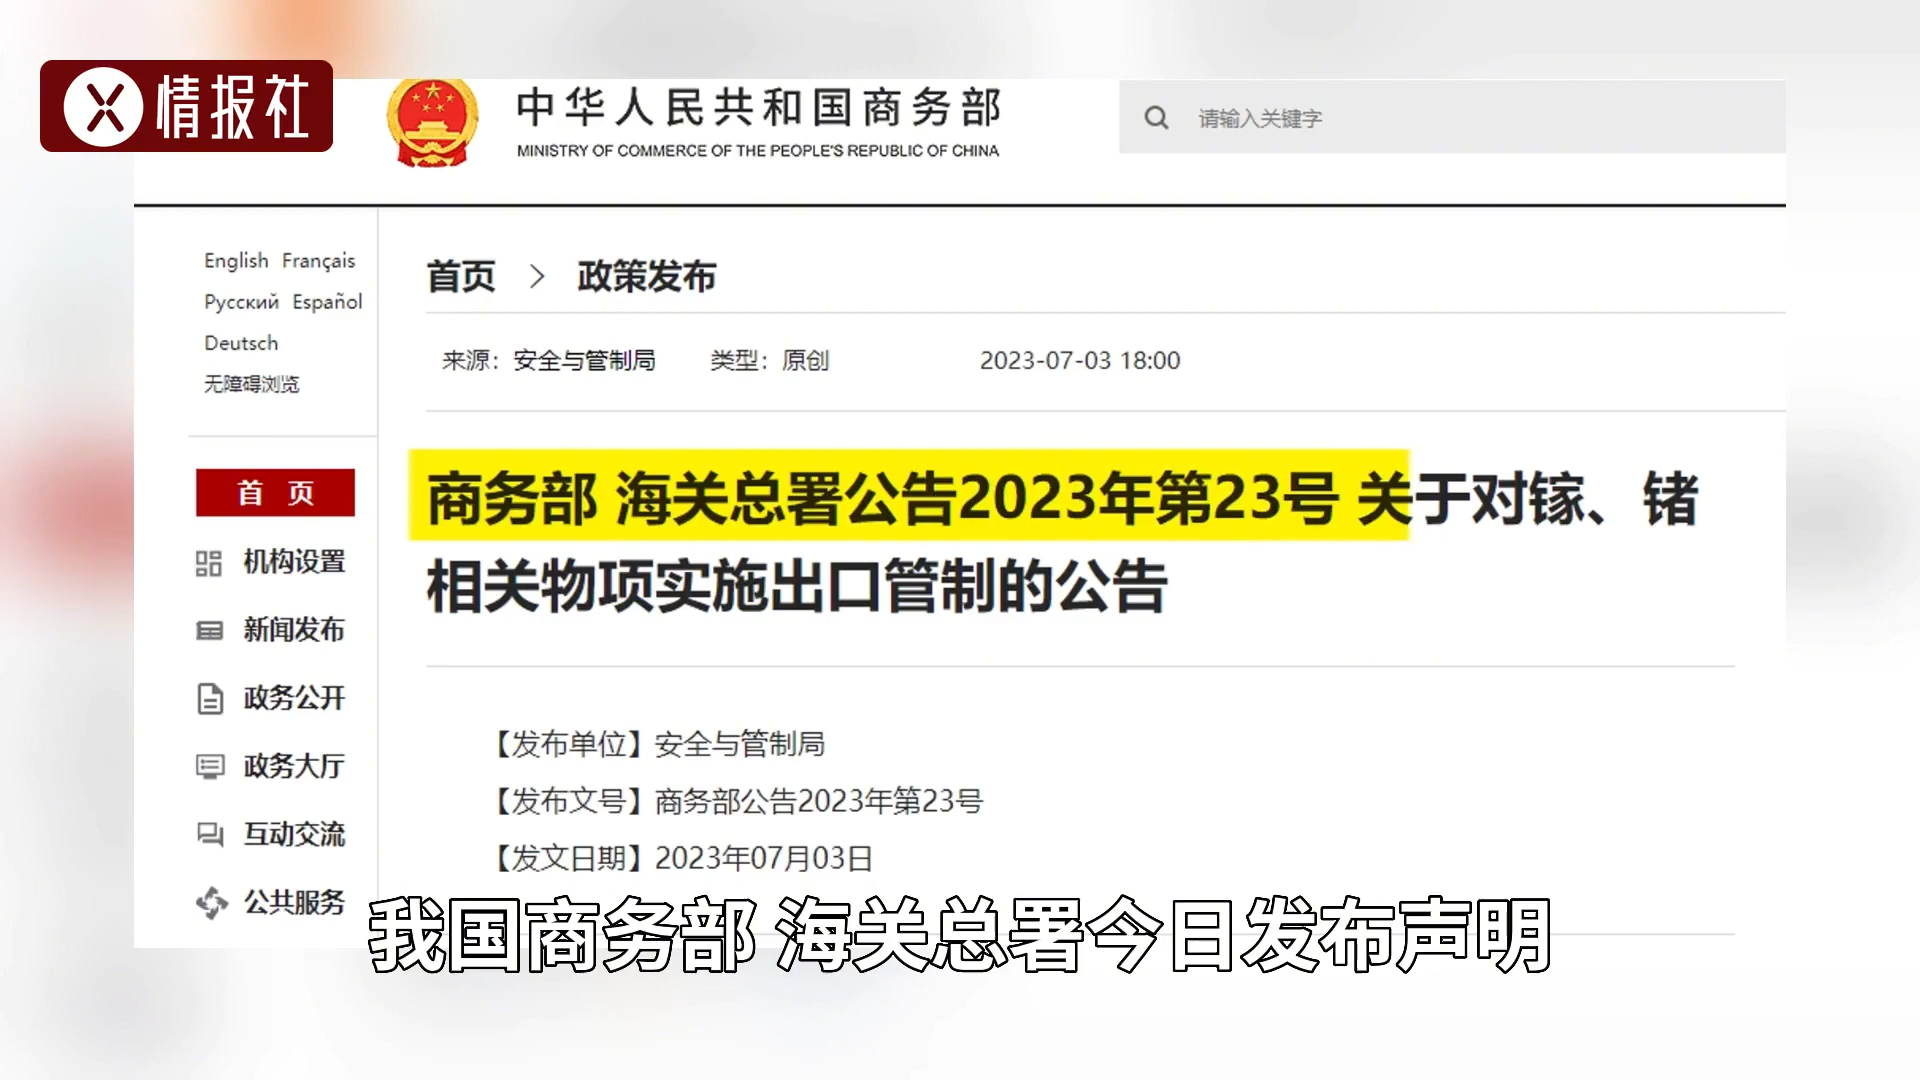 X情报社
中华人民共和国商务部
MINISTRY OF COMMERCE OF THE PEOPLE'S REPUBLIC OF CHINA
请输入关键字
English Français
Русский Español
Deutsch
无障碍浏览
首页
机构设置
新闻发布
政务公开
政务大厅
互动交流
公共服务
首页 > 政策发布
来源：安全与管制局 类型：原创 2023-07-03 18:00
商务部 海关总署公告2023年第23号 关于对镓、锗
相关物项实施出口管制的公告
【发布单位】安全与管制局
【发布文号】商务部公告2023年第23号
【发文日期】2023年07月03日
我国商务部 海关总署今日发布声明